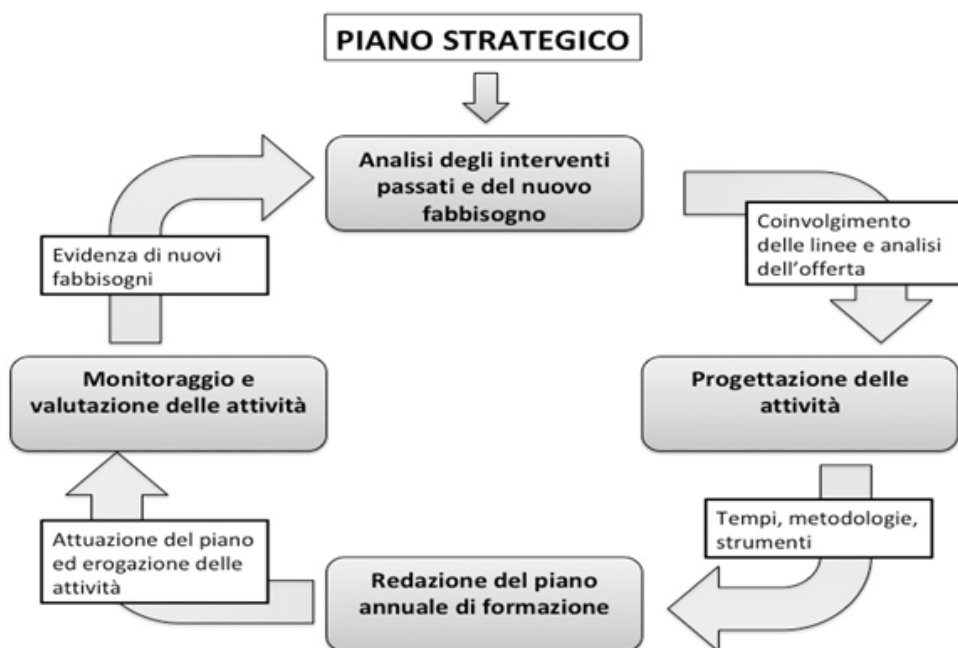 PIANO STRATEGICO
Analisi degli interventi
passati e del nuovo
fabbisogno
Coinvolgimento
delle linee e analisi
dell'offerta
Evidenza di nuovi
fabbisogni
Monitoraggio e
valutazione delle attività
Progettazione delle
attività
Tempi, metodologie,
strumenti
Attuazione del piano
ed erogazione delle
attività
Redazione del piano
annuale di formazione